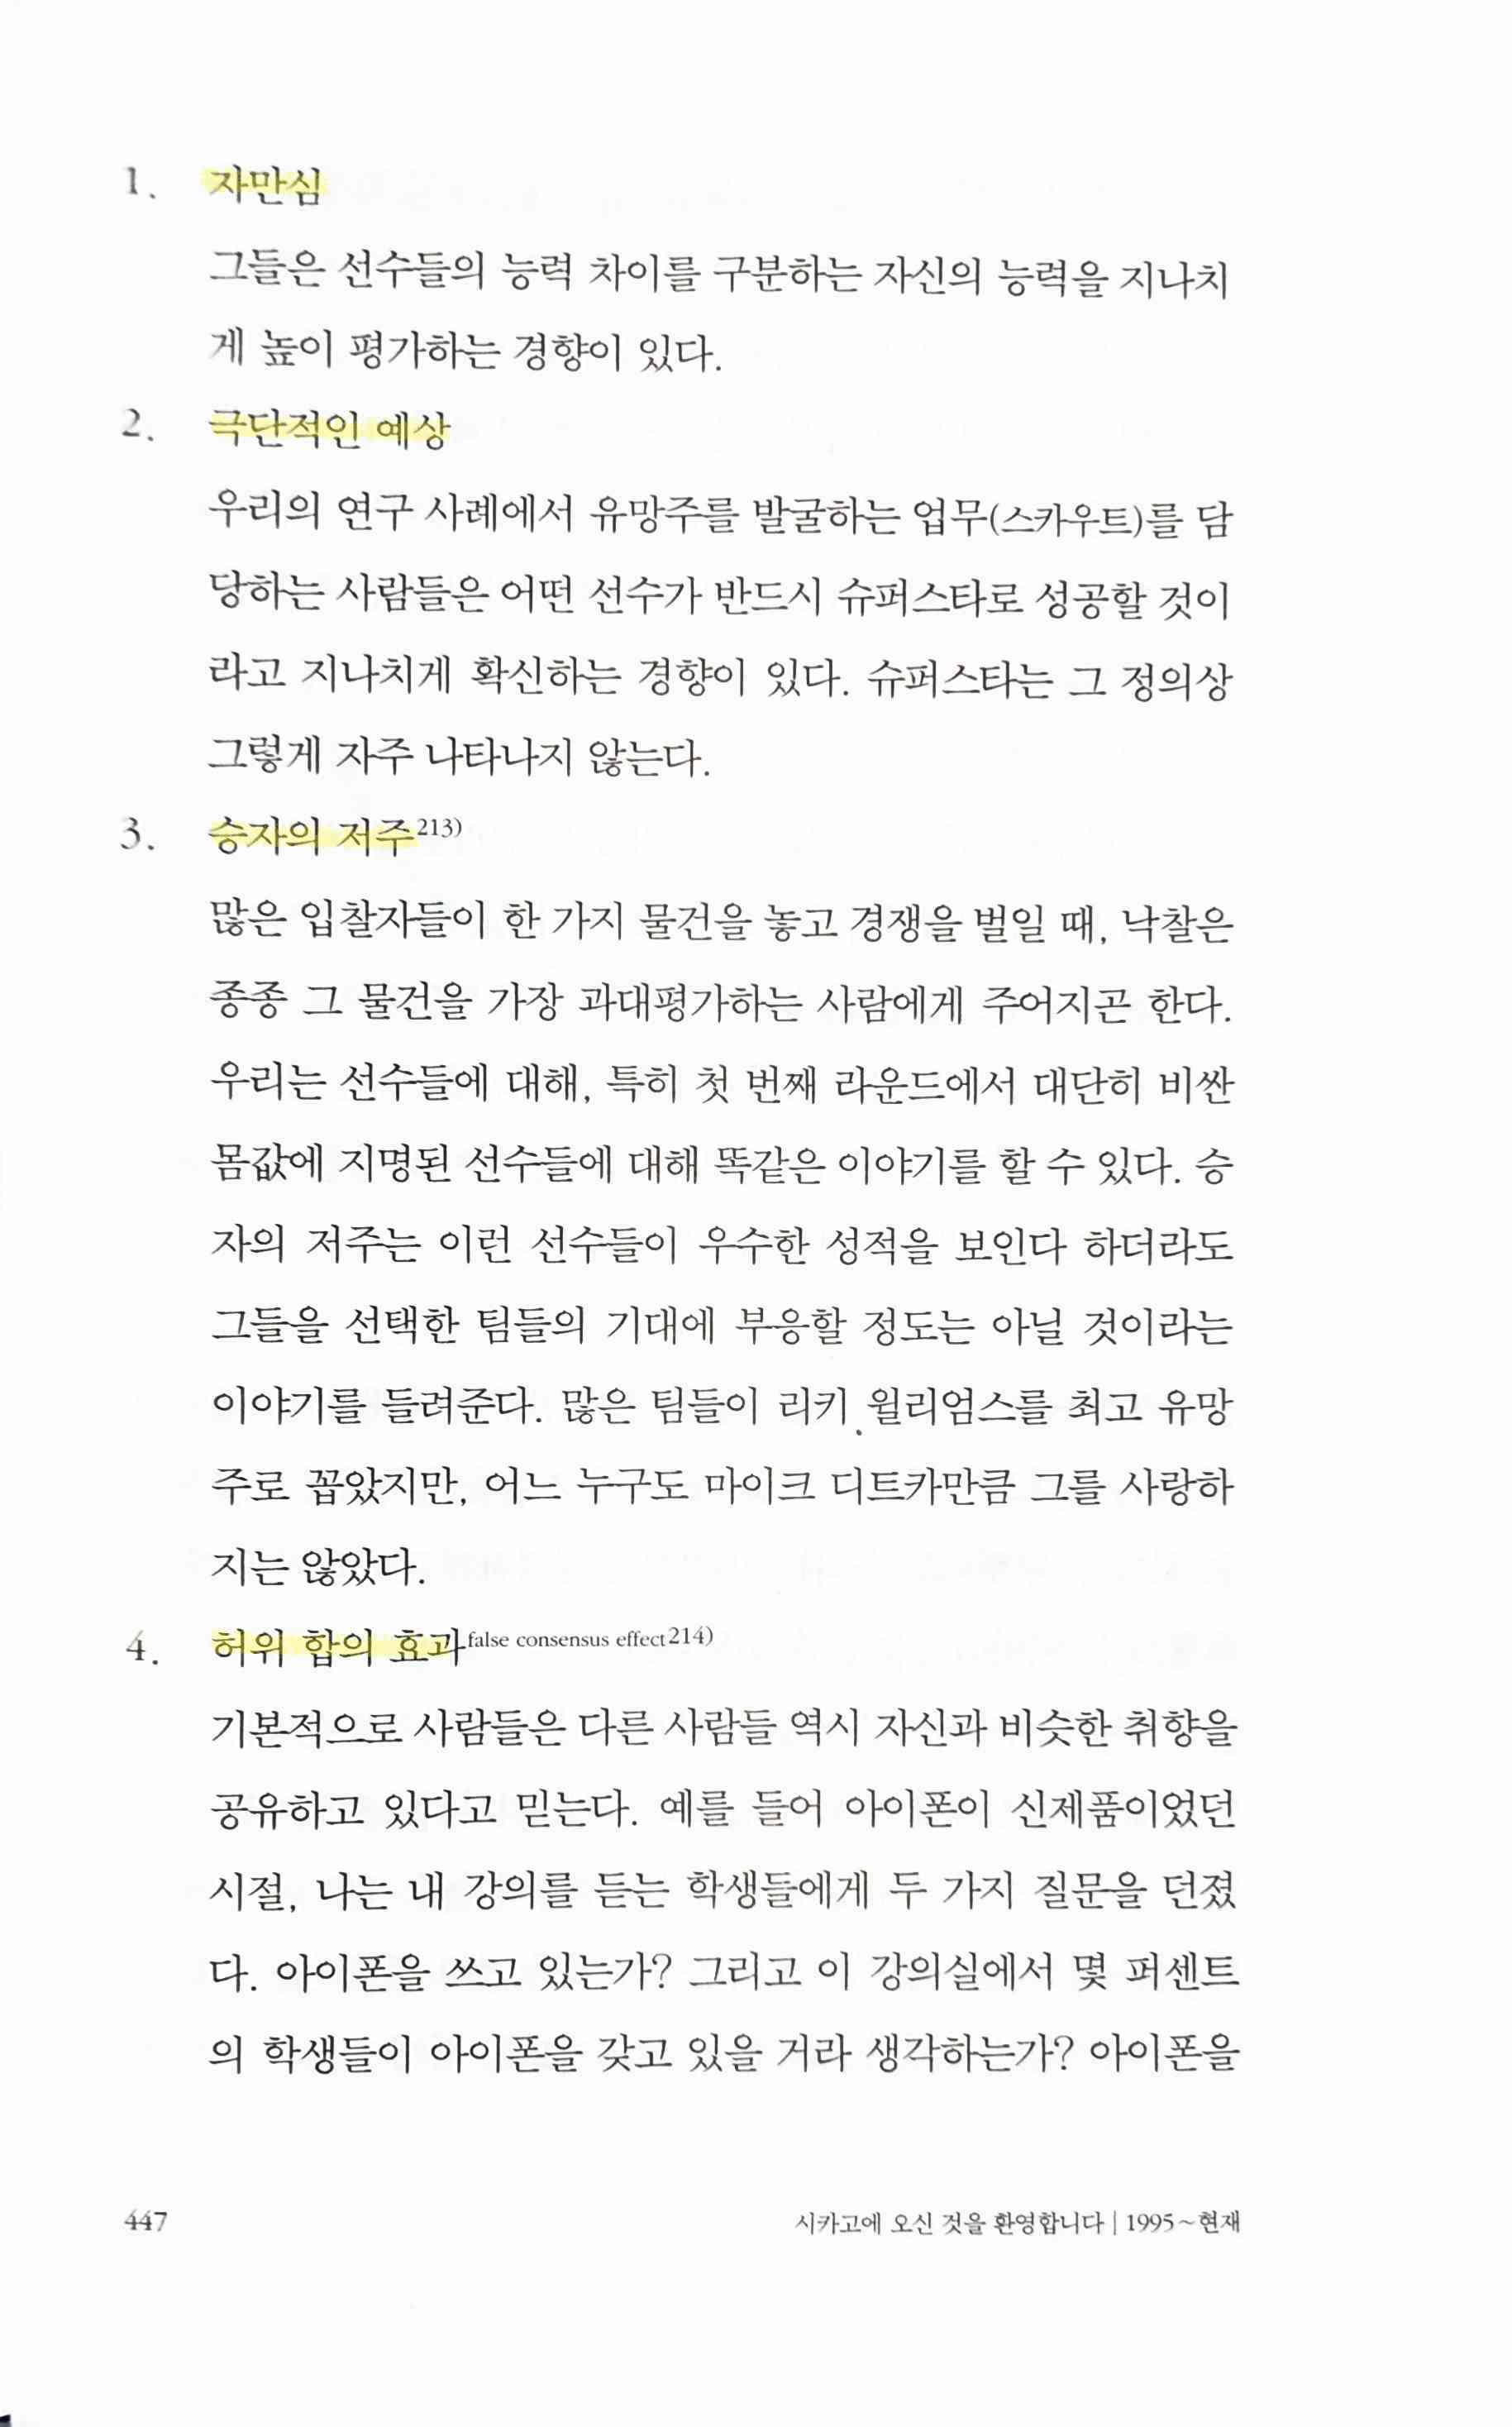 1. 자만심
그들은 선수들의 능력 차이를 구분하는 자신의 능력을 지나치
게 높이 평가하는 경향이 있다.
2. 극단적인 예상
우리의 연구 사례에서 유망주를 발굴하는 업무(스카우트)를 담
당하는 사람들은 어떤 선수가 반드시 슈퍼스타로 성공할 것이
라고 지나치게 확신하는 경향이 있다. 슈퍼스타는 그 정의상
그렇게 자주 나타나지 않는다.
3. 승자의 저주213)
많은 입찰자들이 한 가지 물건을 놓고 경쟁을 벌일 때, 낙찰은
종종 그 물건을 가장 과대평가하는 사람에게 주어지곤 한다.
우리는 선수들에 대해, 특히 첫 번째 라운드에서 대단히 비싼
몸값에 지명된 선수들에 대해 똑같은 이야기를 할 수 있다. 승
자의 저주는 이런 선수들이 우수한 성적을 보인다 하더라도
그들을 선택한 팀들의 기대에 부응할 정도는 아닐 것이라는
이야기를 들려준다. 많은 팀들이 리키 윌리엄스를 최고 유망
주로 꼽았지만, 어느 누구도 마이크 디트카만큼 그를 사랑하
지는 않았다.
4. 허위 합의 효과false consensus effect214)
기본적으로 사람들은 다른 사람들 역시 자신과 비슷한 취향을
공유하고 있다고 믿는다. 예를 들어 아이폰이 신제품이었던
시절, 나는 내 강의를 듣는 학생들에게 두 가지 질문을 던졌
다. 아이폰을 쓰고 있는가? 그리고 이 강의실에서 몇 퍼센트
의 학생들이 아이폰을 갖고 있을 거라 생각하는가? 아이폰을
447 시카고에 오신 것을 환영합니다 | 1995~현재